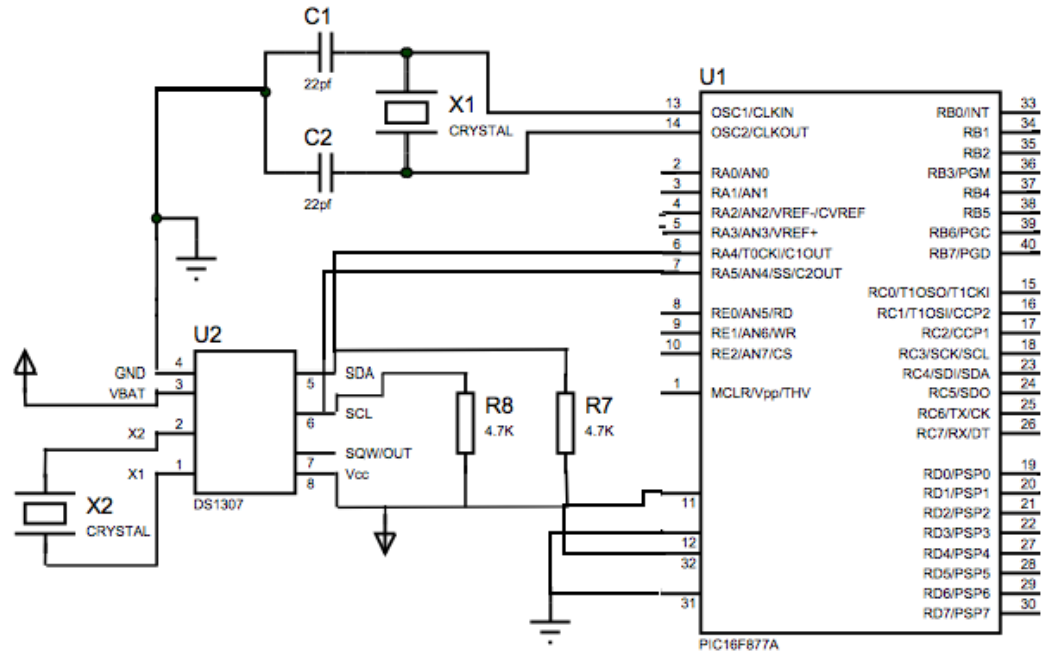 C1
22pf
X1
CRYSTAL
C2
22pf
U1
13 OSC1/CLKIN
14 OSC2/CLKOUT
2 RA0/AN0
3 RA1/AN1
4 RA2/AN2/VREF-/CVREF
5 RA3/AN3/VREF+
6 RA4/T0CKI/C1OUT
7 RA5/AN4/SS/C2OUT
8 RE0/AN5/RD
9 RE1/AN6/WR
10 RE2/AN7/CS
1 MCLR/Vpp/THV
11
12
32
31
RB0/INT 33
RB1 34
RB2 35
RB3/PGM 36
RB4 37
RB5 38
RB6/PGC 39
RB7/PGD 40
RC0/T1OSO/T1CKI 15
RC1/T1OSI/CCP2 16
RC2/CCP1 17
RC3/SCK/SCL 18
RC4/SDI/SDA 23
RC5/SDO 24
RC6/TX/CK 25
RC7/RX/DT 26
RD0/PSP0 19
RD1/PSP1 20
RD2/PSP2 21
RD3/PSP3 22
RD4/PSP4 27
RD5/PSP5 28
RD6/PSP6 29
RD7/PSP7 30
PIC16F877A
U2
GND 4
VBAT 3
X2 2
X1 1
5 SDA
6 SCL
7 SQW/OUT
8 Vcc
DS1307
X2
CRYSTAL
R8
4.7K
R7
4.7K